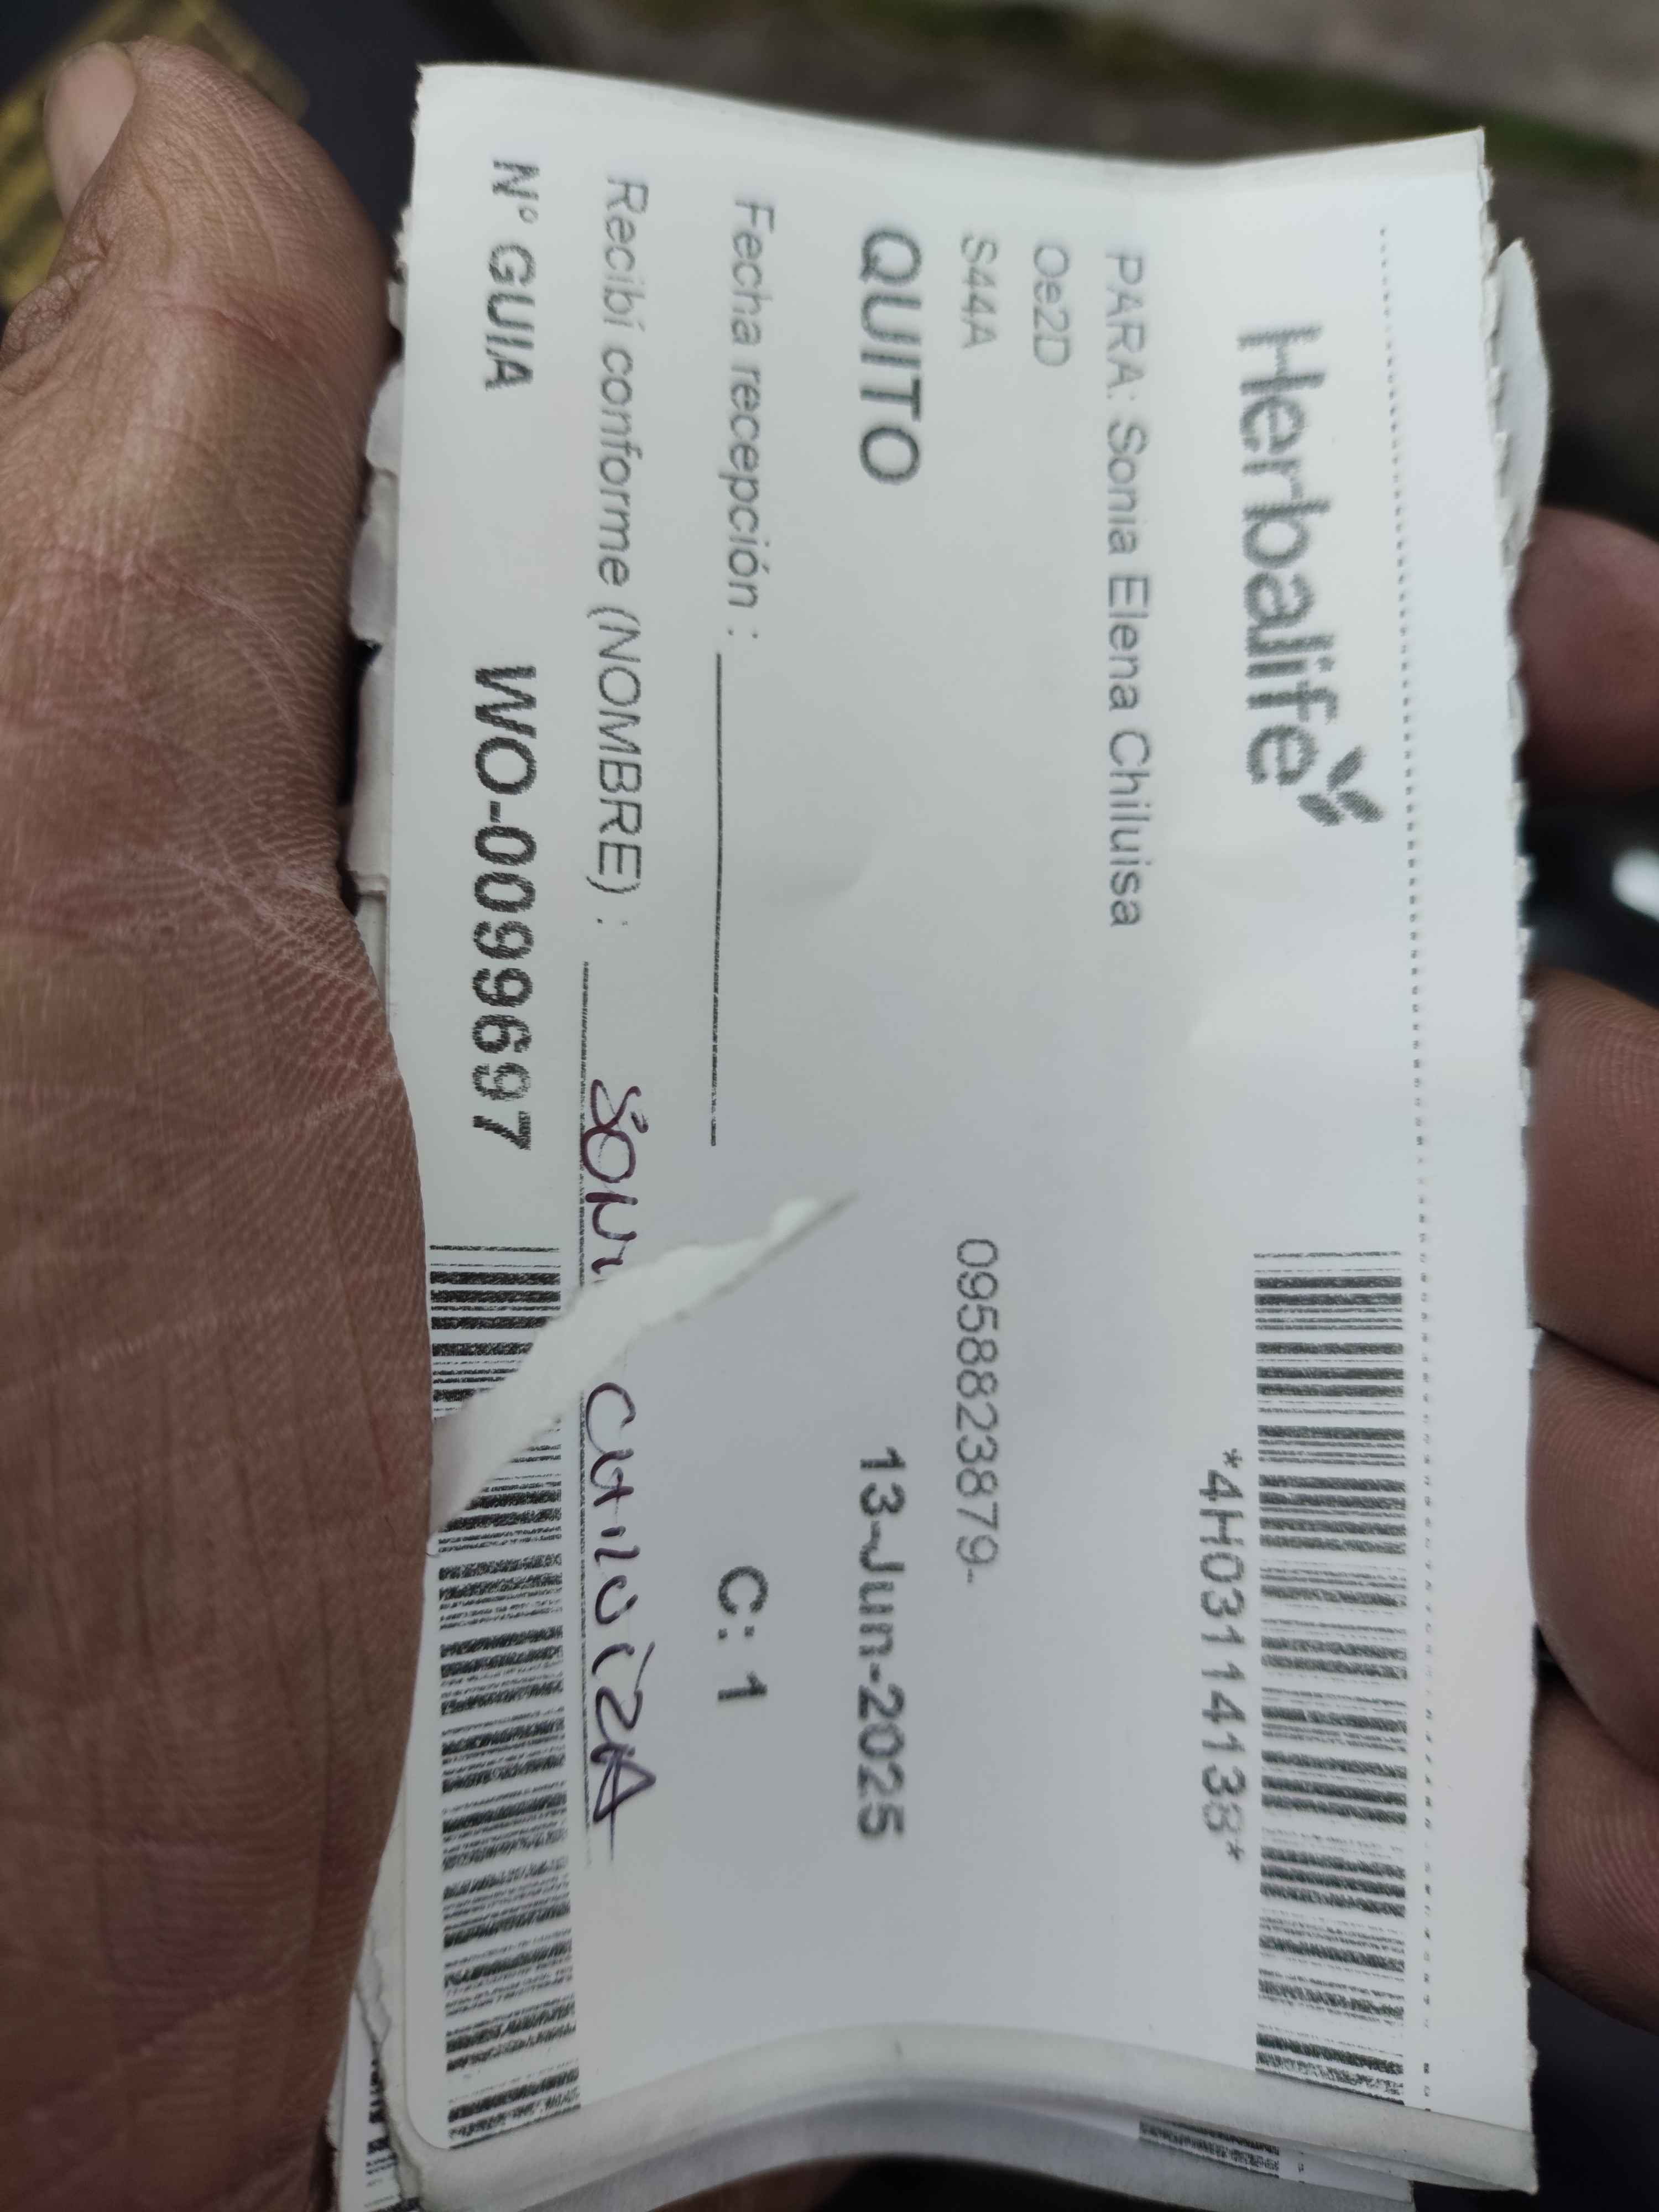 Herbalife
*4H03114138*
PARA: Sonia Elena Chiluisa
Oe2D
S44A 0958823879-
QUITO 13-Jun-2025
Fecha recepción : C: 1
Recibí conforme (NOMBRE) :
N° GUIA WO-0099697